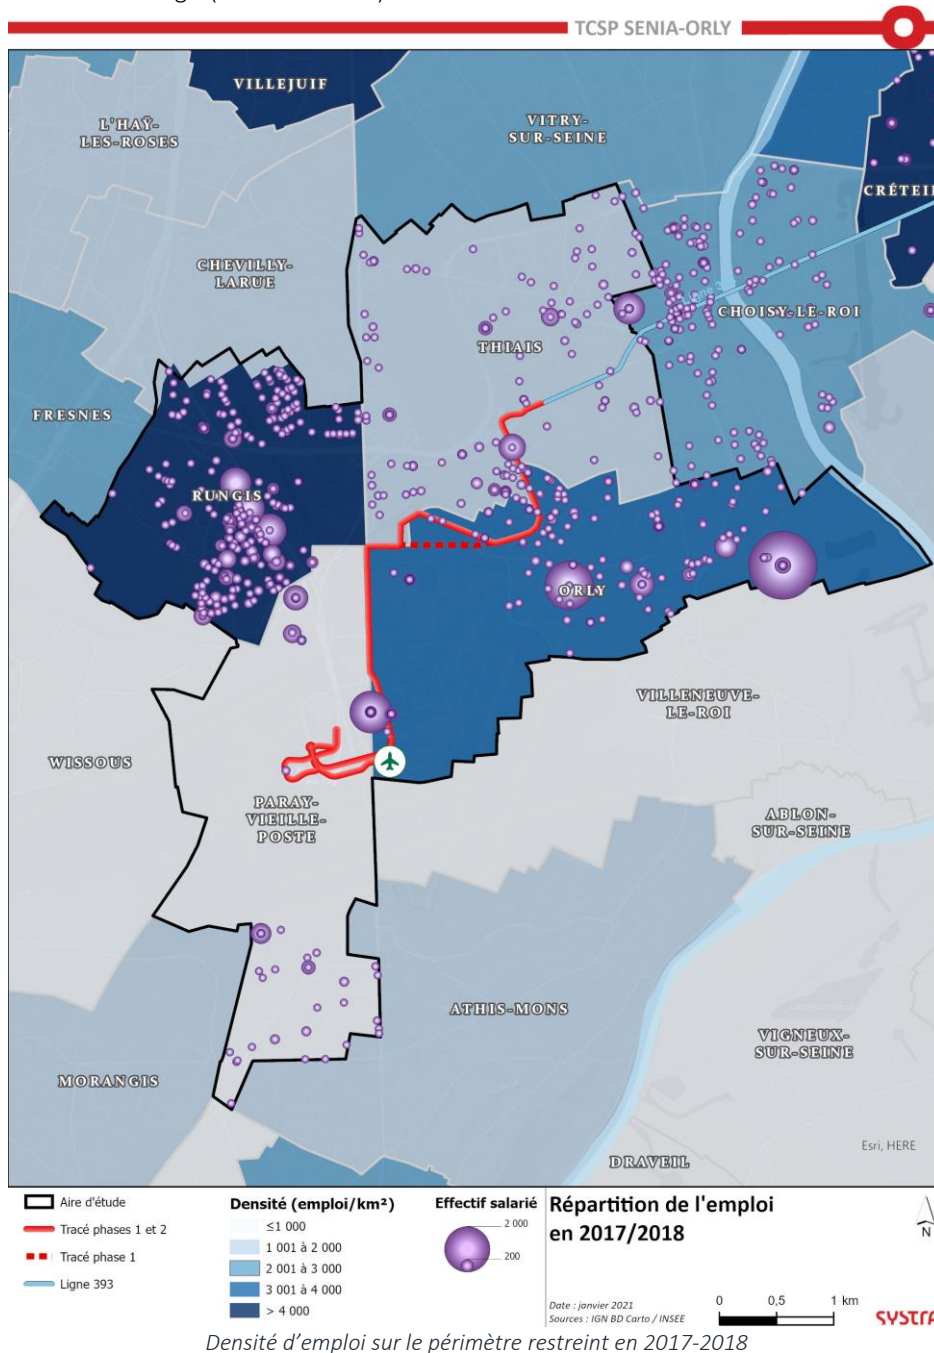 TCSP SENIA-ORLY
VILLEJUIF
L'HAŸ-
LES-ROSES
VITRY-
SUR-SEINE
CRÉTEIL
CHEVILLY-
LARUE
CHOISY-LE-ROI
THIAIS
FRESNES
RUNGIS
ORLY
VILLENEUVE-
LE-ROI
WISSOUS
PARAY-
VIEILLE-
POSTE
ABLON-
SUR-SEINE
ATHIS-MONS
VIGNEUX-
SUR-SEINE
MORANGIS
DRAVEIL
Esri, HERE
Aire d'étude
Tracé phases 1 et 2
Tracé phase 1
Ligne 393
Densité (emploi/km²)
≤1 000
1 001 à 2 000
2 001 à 3 000
3 001 à 4 000
> 4 000
Effectif salarié
2 000
200
Répartition de l'emploi
en 2017/2018
N
Date : janvier 2021
Sources : IGN BD Carto / INSEE
0 0,5 1 km
SYSTRA
Densité d'emploi sur le périmètre restreint en 2017-2018